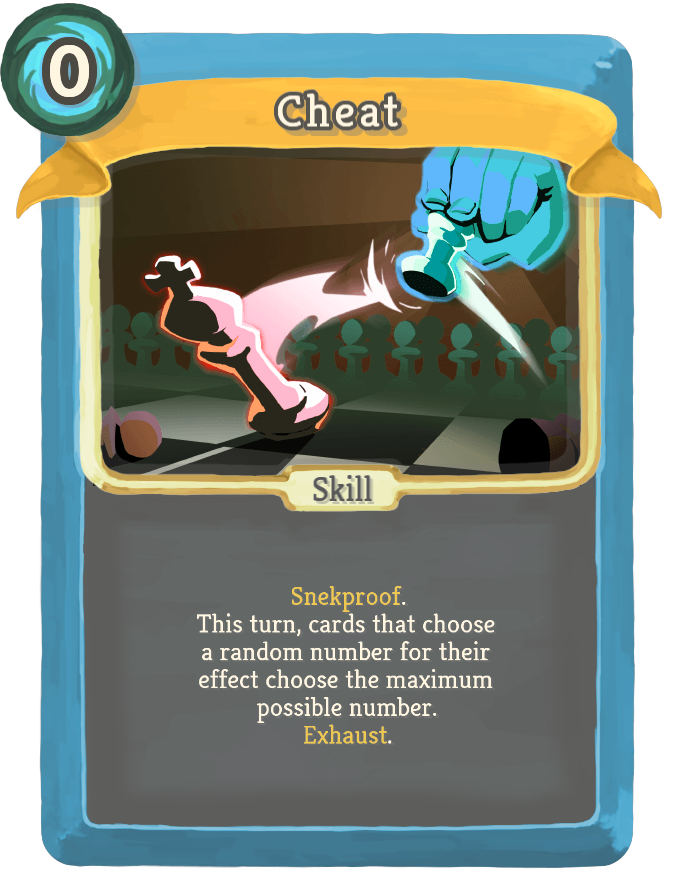 0
Cheat
Skill
Snekproof.
This turn, cards that choose
a random number for their
effect choose the maximum
possible number.
Exhaust.